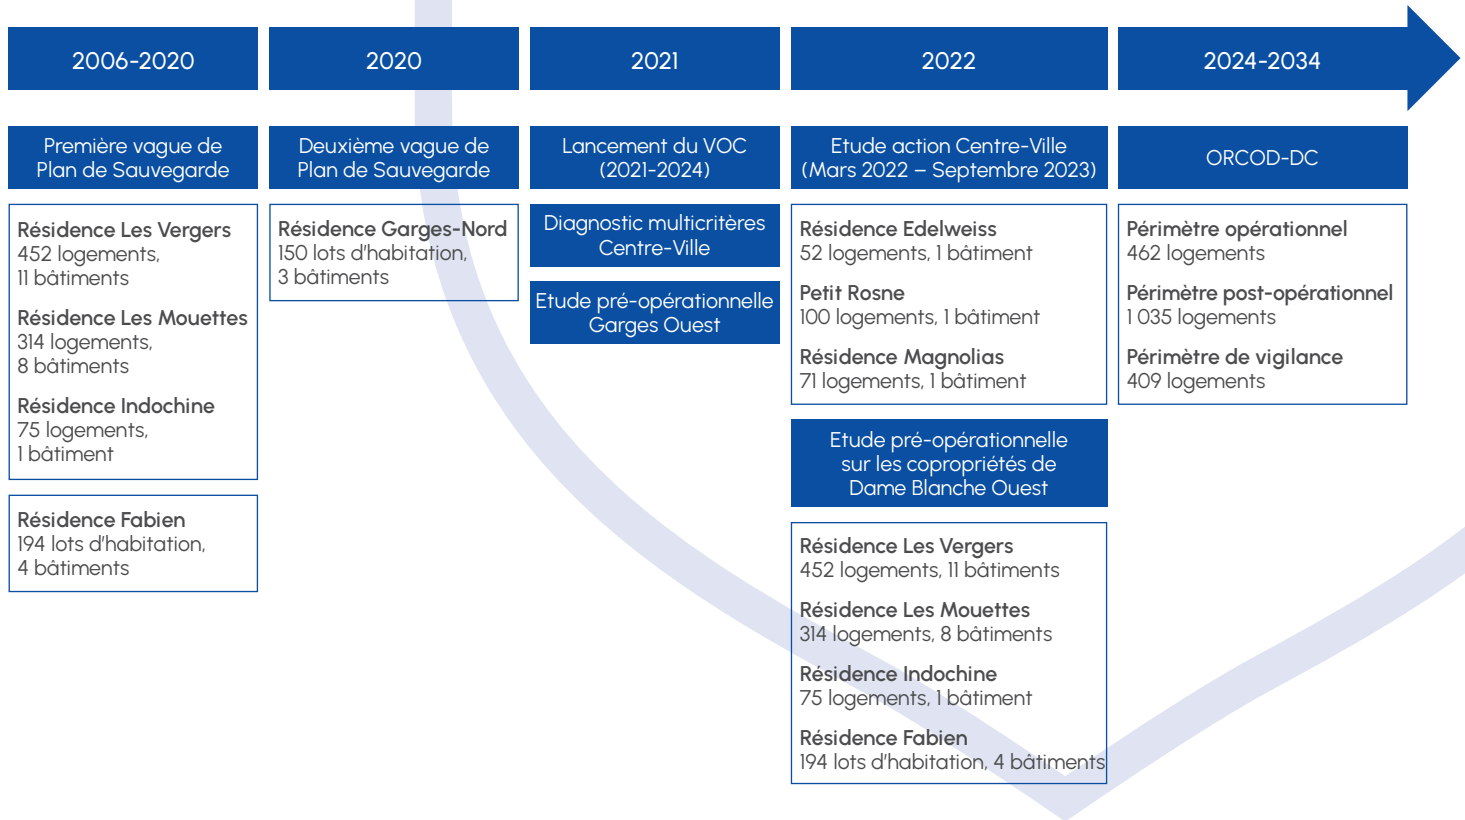 2006-2020
2020
2021
2022
2024-2034
Première vague de
Plan de Sauvegarde
Résidence Les Vergers
452 logements,
11 bâtiments
Résidence Les Mouettes
314 logements,
8 bâtiments
Résidence Indochine
75 logements,
1 bâtiment
Résidence Fabien
194 lots d'habitation,
4 bâtiments
Deuxième vague de
Plan de Sauvegarde
Résidence Garges-Nord
150 lots d'habitation,
3 bâtiments
Lancement du VOC
(2021-2024)
Diagnostic multicritères
Centre-Ville
Etude pré-opérationnelle
Garges Ouest
Etude action Centre-Ville
(Mars 2022 – Septembre 2023)
Résidence Edelweiss
52 logements, 1 bâtiment
Petit Rosne
100 logements, 1 bâtiment
Résidence Magnolias
71 logements, 1 bâtiment
Etude pré-opérationnelle
sur les copropriétés de
Dame Blanche Ouest
Résidence Les Vergers
452 logements, 11 bâtiments
Résidence Les Mouettes
314 logements, 8 bâtiments
Résidence Indochine
75 logements, 1 bâtiment
Résidence Fabien
194 lots d'habitation, 4 bâtiments
ORCOD-DC
Périmètre opérationnel
462 logements
Périmètre post-opérationnel
1 035 logements
Périmètre de vigilance
409 logements